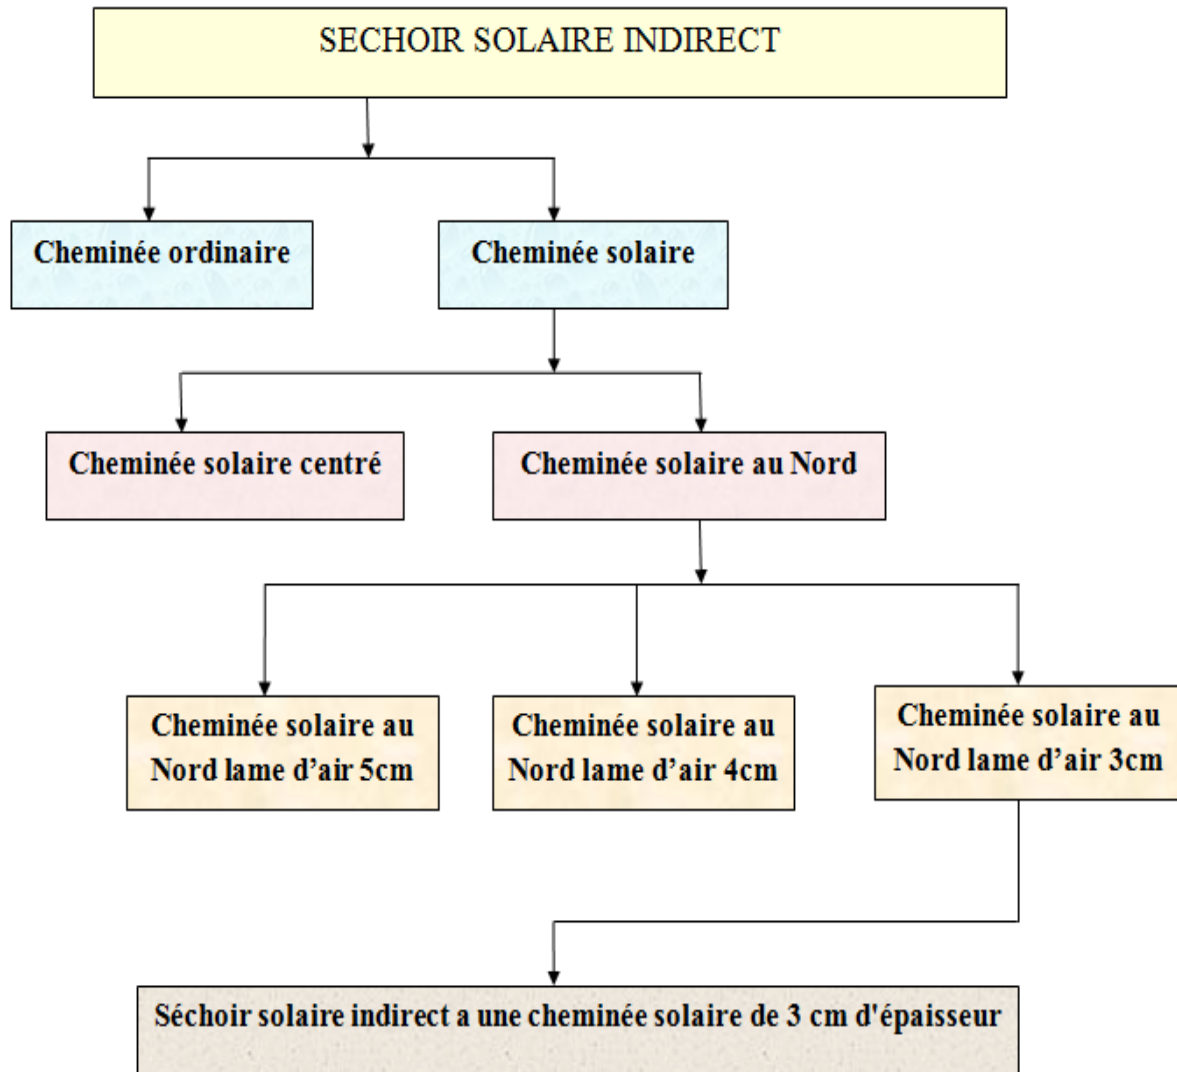 SECHOIR SOLAIRE INDIRECT
Cheminée ordinaire
Cheminée solaire
Cheminée solaire centré
Cheminée solaire au Nord
Cheminée solaire au
Nord lame d’air 5cm
Cheminée solaire au
Nord lame d’air 4cm
Cheminée solaire au
Nord lame d’air 3cm
Séchoir solaire indirect a une cheminée solaire de 3 cm d'épaisseur